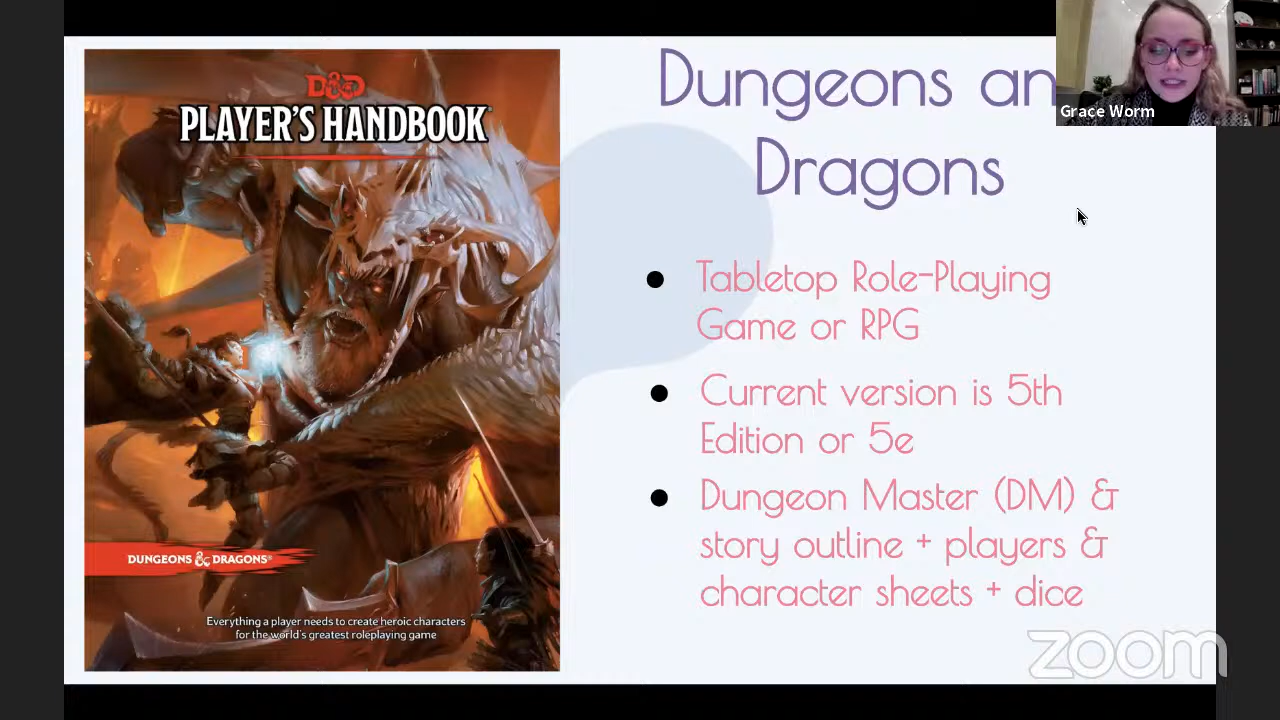 D&D
PLAYER'S HANDBOOK
DUNGEONS & DRAGONS®
Everything a player needs to create heroic characters
for the world's greatest roleplaying game
Dungeons an
Dragons
● Tabletop Role-Playing
Game or RPG
● Current version is 5th
Edition or 5e
● Dungeon Master (DM) &
story outline + players &
character sheets + dice
Grace Worm
zoom